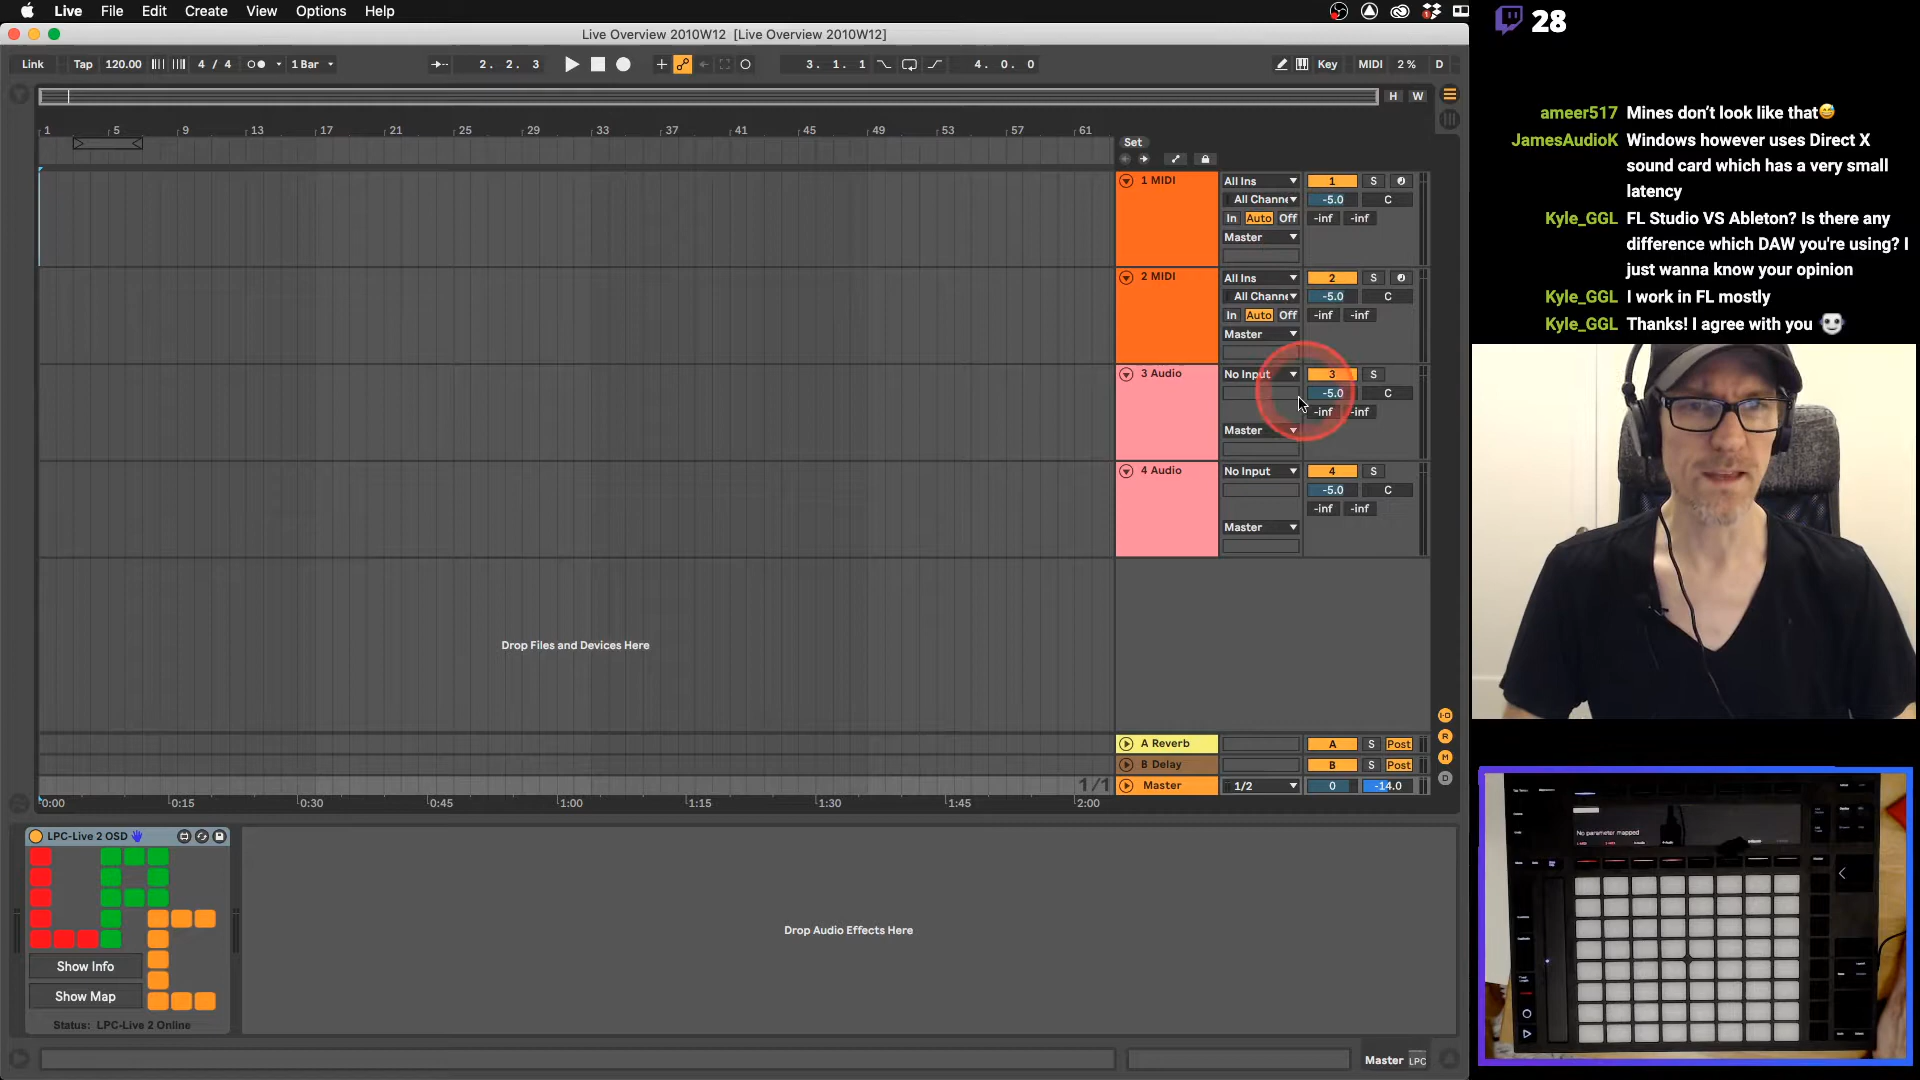 Live File Edit Create View Options Help
28
Live Overview 2010W12 [Live Overview 2010W12]
Link Tap 120.00 4 / 4 1 Bar 2. 2. 3 3. 1. 1 4. 0. 0 Key MIDI 2 % D
H W
1 5 9 13 17 21 25 29 33 37 41 45 49 53 57 61
Set
1 MIDI All Ins 1 S
All Channe -5.0 C
In Auto Off -inf -inf
Master
2 MIDI All Ins 2 S
All Channe -5.0 C
In Auto Off -inf -inf
Master
3 Audio No Input 3 S
-5.0 C
-inf -inf
Master
4 Audio No Input 4 S
-5.0 C
-inf -inf
Master
Drop Files and Devices Here
A Reverb A S Post
B Delay B S Post
1/1
Master 1/2 0 -14.0
0:00 0:15 0:30 0:45 1:00 1:15 1:30 1:45 2:00
I·O
R
M
D
LPC-Live 2 OSD
Show Info
Show Map
Status: LPC-Live 2 Online
Drop Audio Effects Here
Master LPC
ameer517 Mines don’t look like that😅
JamesAudioK Windows however uses Direct X
sound card which has a very small
latency
Kyle_GGL FL Studio VS Ableton? Is there any
difference which DAW you're using? I
just wanna know your opinion
Kyle_GGL I work in FL mostly
Kyle_GGL Thanks! I agree with you
No parameter mapped